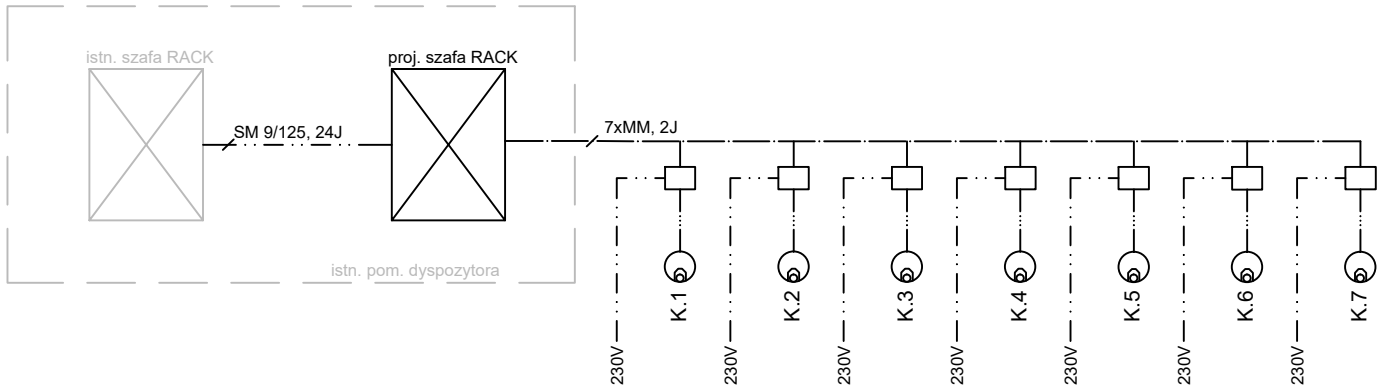 istn. szafa RACK
proj. szafa RACK
SM 9/125, 24J
7xMM, 2J
istn. pom. dyspozytora
K.1
K.2
K.3
K.4
K.5
K.6
K.7
230V
230V
230V
230V
230V
230V
230V